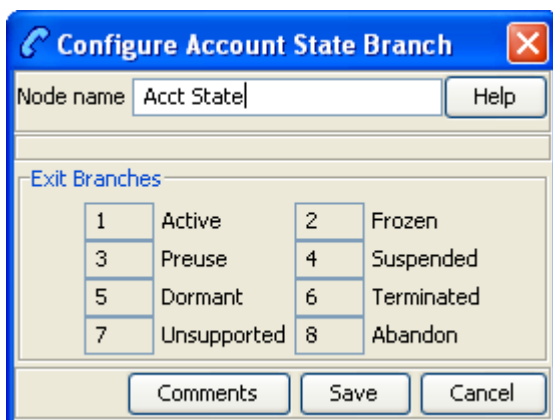 Configure Account State Branch
Node name Acct State Help
Exit Branches
1 Active 2 Frozen
3 Preuse 4 Suspended
5 Dormant 6 Terminated
7 Unsupported 8 Abandon
Comments Save Cancel